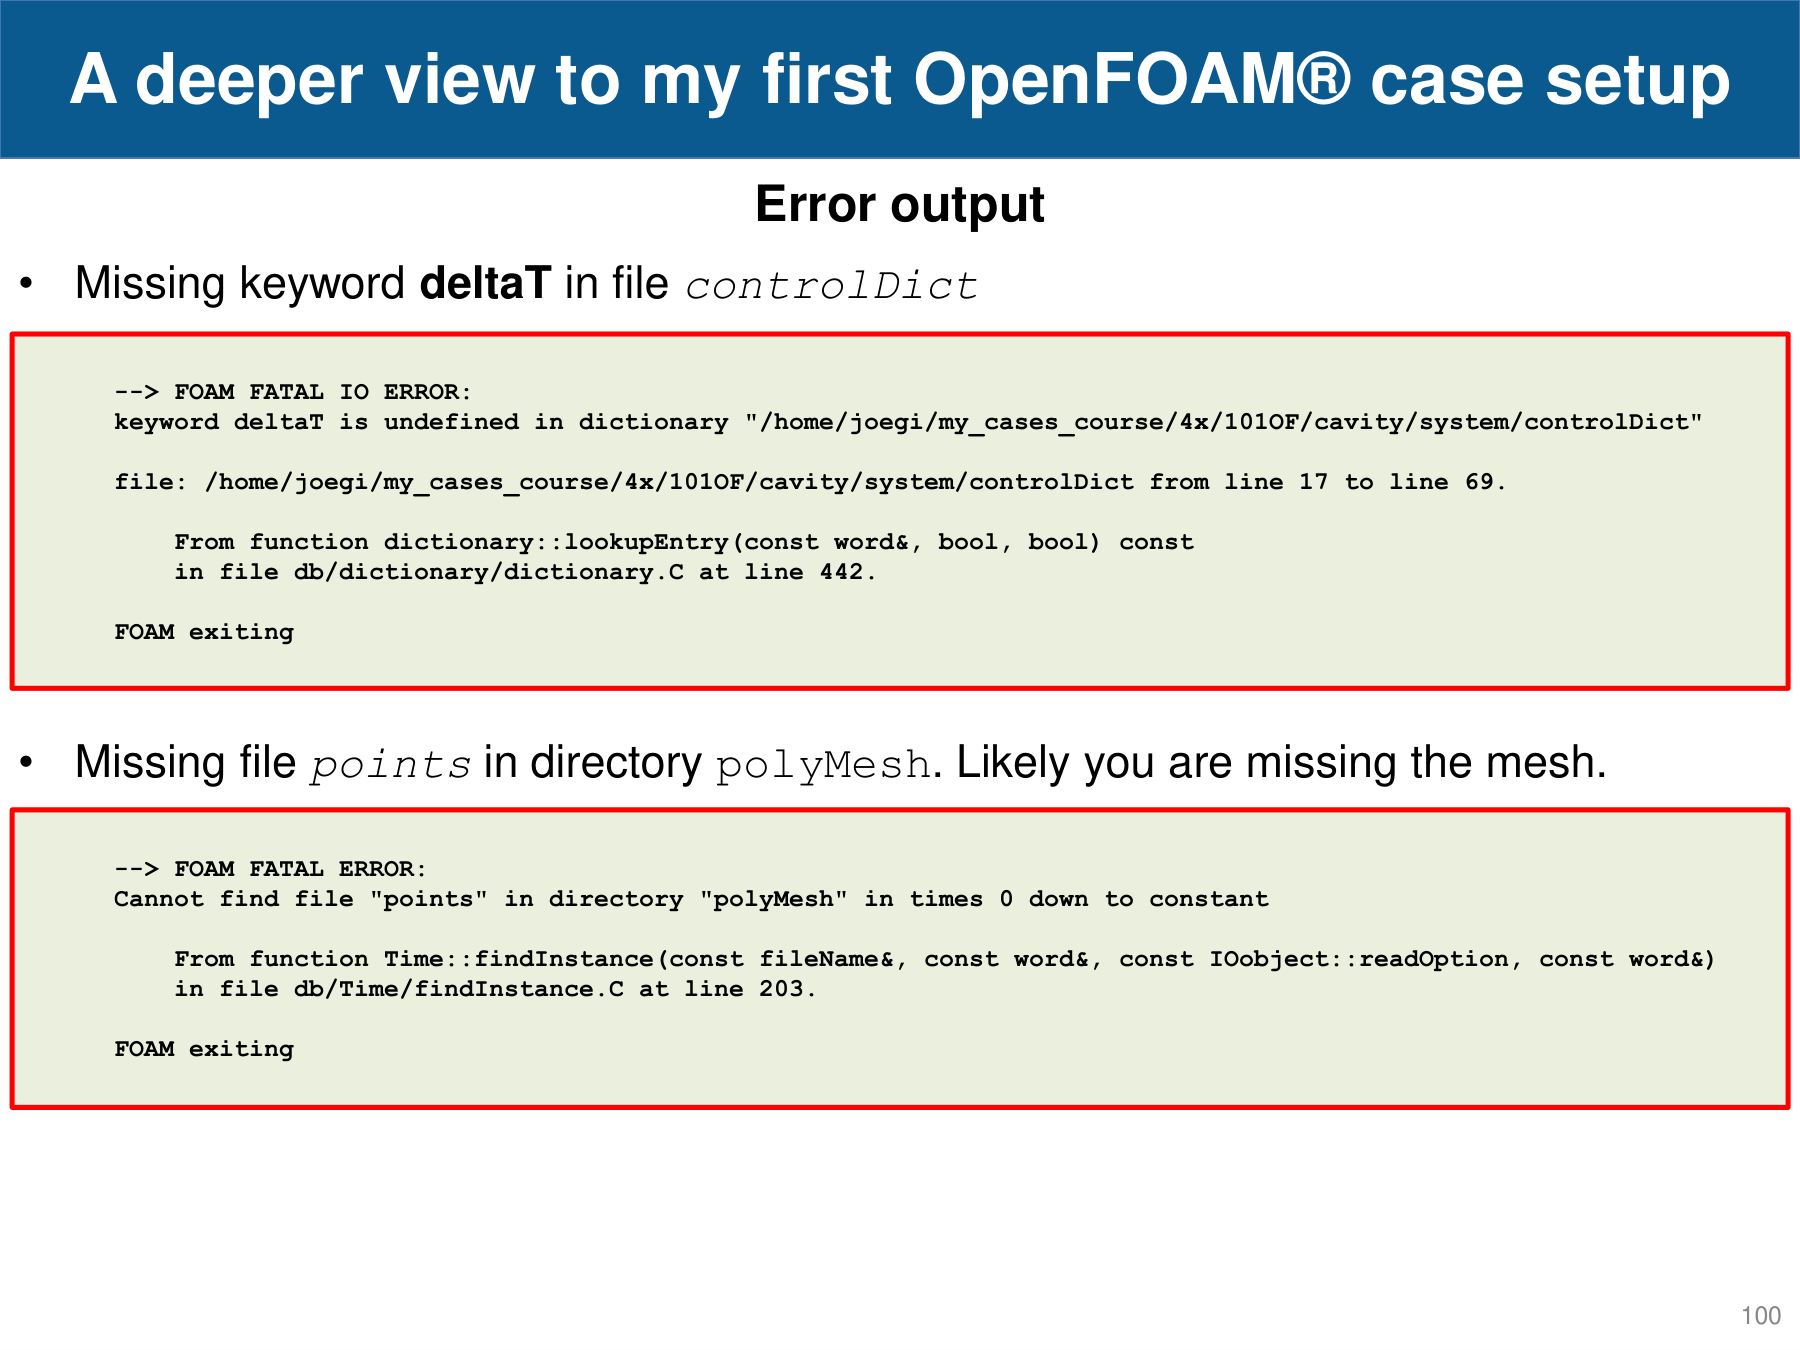 A deeper view to my first OpenFOAM® case setup
Error output
• Missing keyword deltaT in file controlDict
--> FOAM FATAL IO ERROR:
keyword deltaT is undefined in dictionary "/home/joegi/my_cases_course/4x/101OF/cavity/system/controlDict"
file: /home/joegi/my_cases_course/4x/101OF/cavity/system/controlDict from line 17 to line 69.
From function dictionary::lookupEntry(const word&, bool, bool) const
in file db/dictionary/dictionary.C at line 442.
FOAM exiting
• Missing file points in directory polyMesh. Likely you are missing the mesh.
--> FOAM FATAL ERROR:
Cannot find file "points" in directory "polyMesh" in times 0 down to constant
From function Time::findInstance(const fileName&, const word&, const IOobject::readOption, const word&)
in file db/Time/findInstance.C at line 203.
FOAM exiting
100